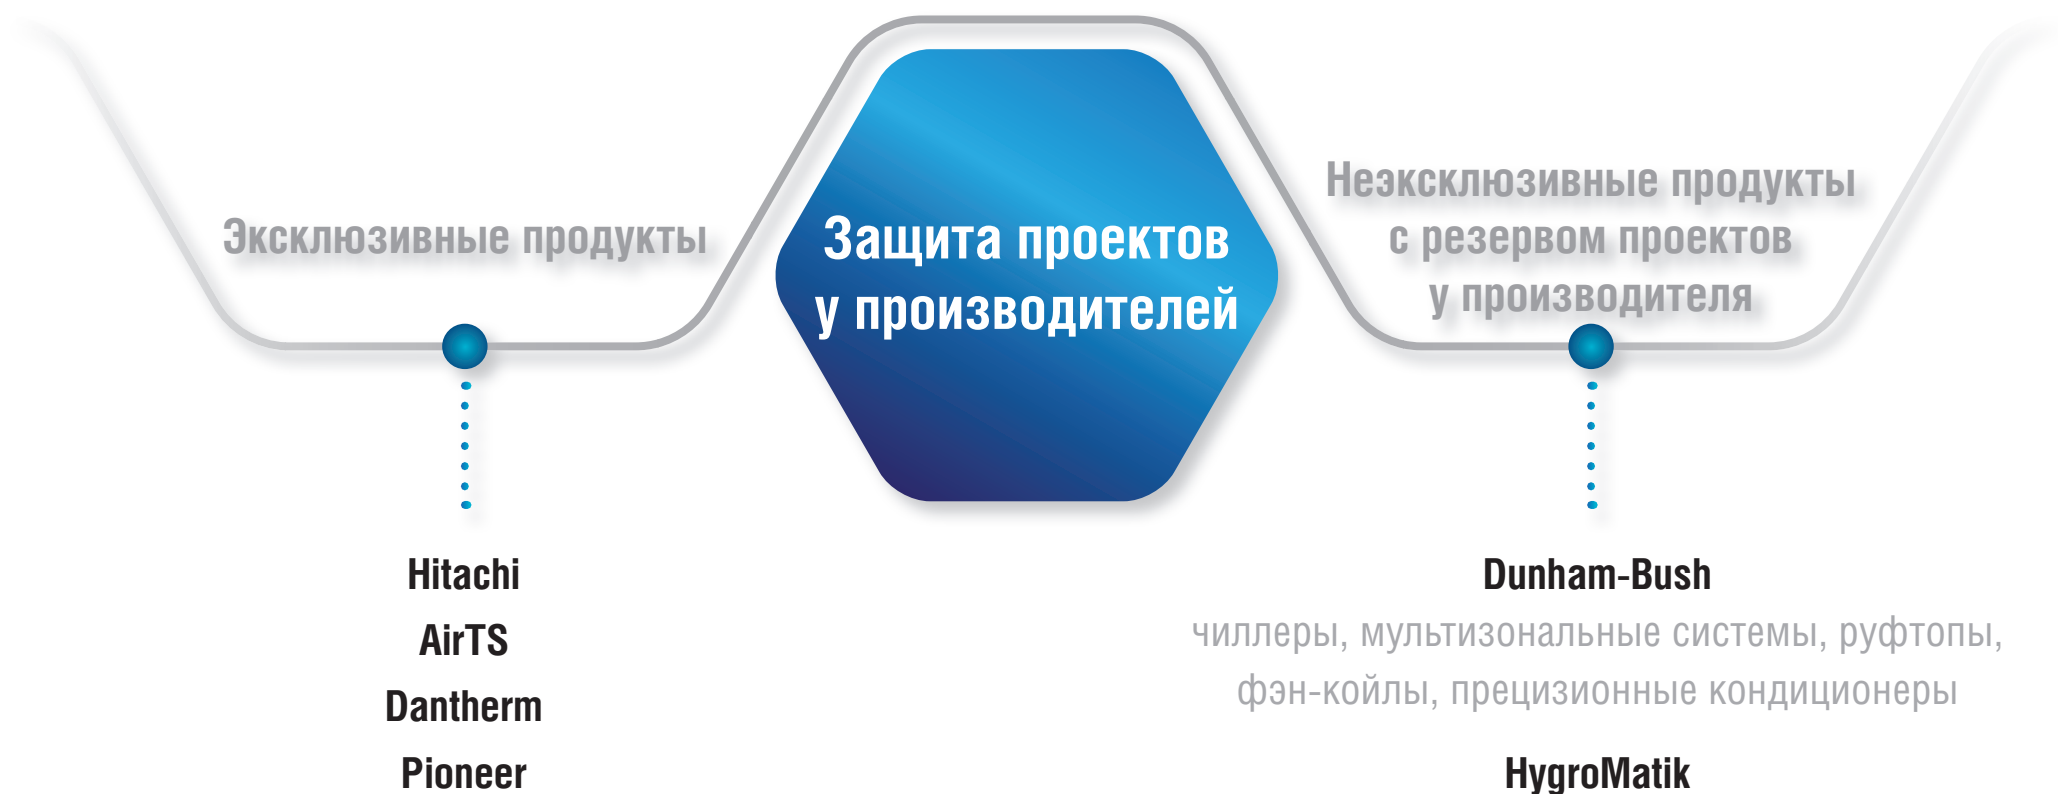 Защита проектов
у производителей
Эксклюзивные продукты
Hitachi
AirTS
Dantherm
Pioneer
Неэксклюзивные продукты
с резервом проектов
у производителя
Dunham-Bush
чиллеры, мультизональные системы, руфтопы,
фэн-койлы, прецизионные кондиционеры
HygroMatik